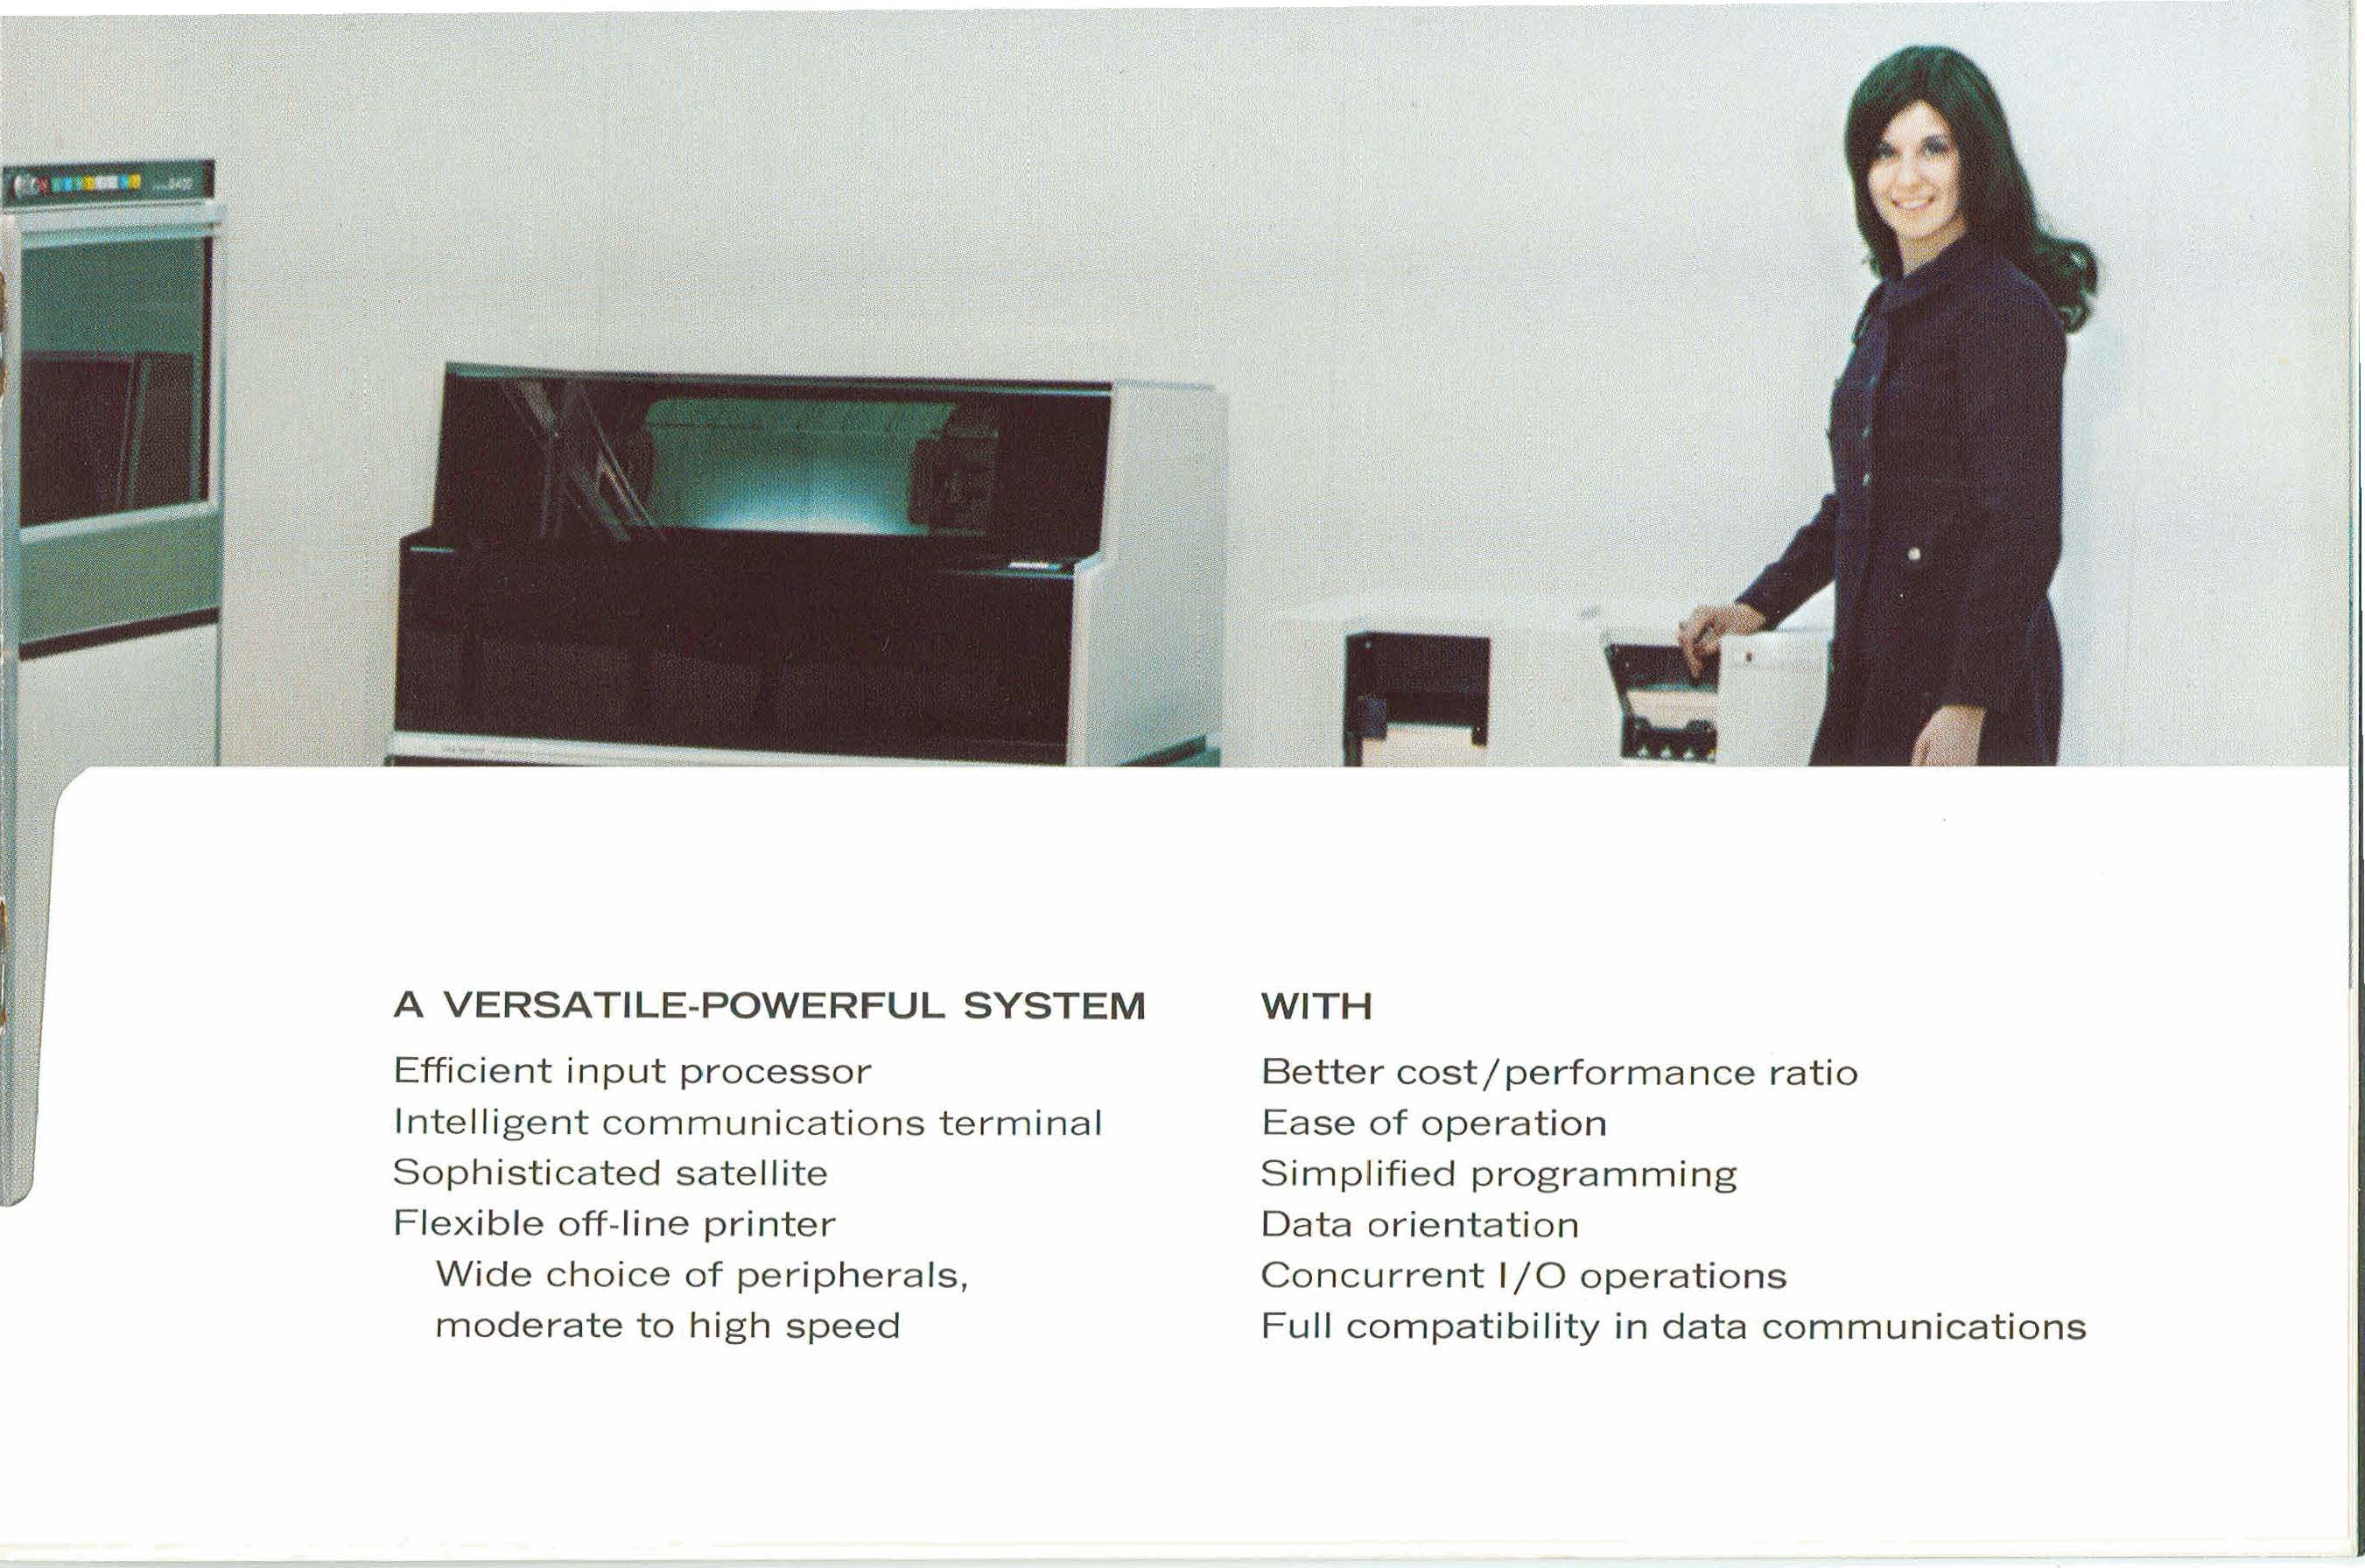 A VERSATILE-POWERFUL SYSTEM
Efficient input processor
Intelligent communications terminal
Sophisticated satellite
Flexible off-line printer
Wide choice of peripherals,
moderate to high speed
WITH
Better cost/performance ratio
Ease of operation
Simplified programming
Data orientation
Concurrent I/O operations
Full compatibility in data communications